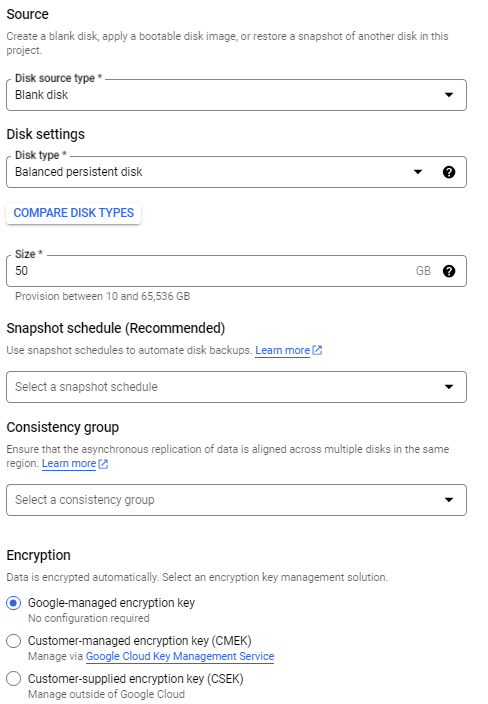 Source
Create a blank disk, apply a bootable disk image, or restore a snapshot of another disk in this
project.
Disk source type *
Blank disk
Disk settings
Disk type *
Balanced persistent disk
COMPARE DISK TYPES
Size *
50 GB
Provision between 10 and 65,536 GB
Snapshot schedule (Recommended)
Use snapshot schedules to automate disk backups. Learn more
Select a snapshot schedule
Consistency group
Ensure that the asynchronous replication of data is aligned across multiple disks in the same
region. Learn more
Select a consistency group
Encryption
Data is encrypted automatically. Select an encryption key management solution.
Google-managed encryption key
No configuration required
Customer-managed encryption key (CMEK)
Manage via Google Cloud Key Management Service
Customer-supplied encryption key (CSEK)
Manage outside of Google Cloud